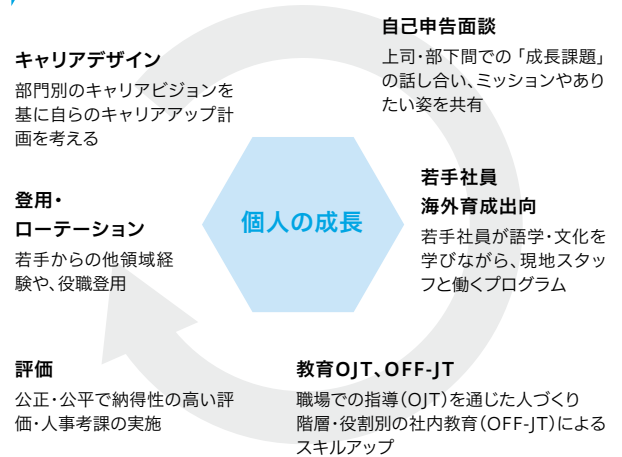 自己申告面談
上司・部下間での「成長課題」
の話し合い、ミッションやあり
たい姿を共有
キャリアデザイン
部門別のキャリアビジョンを
基に自らのキャリアアップ計
画を考える
若手社員
海外育成出向
若手社員が語学・文化を
学びながら、現地スタッ
フと働くプログラム
登用・
ローテーション
若手からの他領域経
験や、役職登用
個人の成長
評価
公正・公平で納得性の高い評
価・人事考課の実施
教育OJT、OFF-JT
職場での指導（OJT）を通じた人づくり
階層・役割別の社内教育（OFF-JT）による
スキルアップ